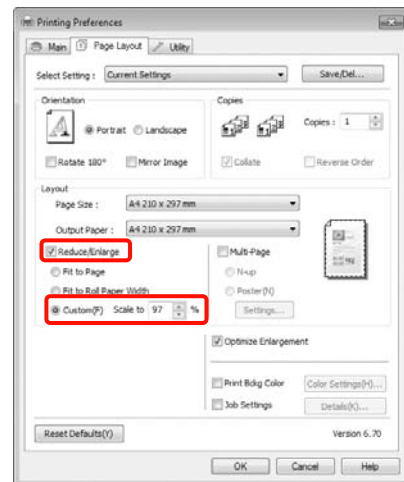 Printing Preferences
Main Page Layout Utility
Select Setting : Current Settings Save/Del...
Orientation
Portrait Landscape
Rotate 180° Mirror Image
Copies
Copies : 1
Collate Reverse Order
Layout
Page Size : A4 210 x 297 mm
Output Paper : A4 210 x 297 mm
Reduce/Enlarge
Fit to Page
Fit to Roll Paper Width
Custom(F) Scale to 97 %
Multi-Page
N-up
Poster(N)
Settings...
Optimize Enlargement
Print Bdkg Color Color Settings(H)...
Job Settings Details(K)...
Reset Defaults(Y) Version 6.70
OK Cancel Help